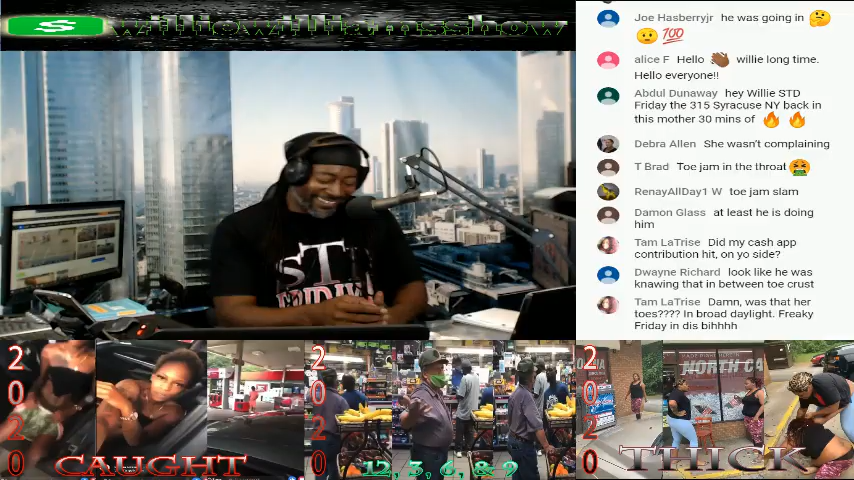 williewilliamsshow
Joe Hasberryjr he was going in
100
alice F Hello willie long time.
Hello everyone!!
Abdul Dunaway hey Willie STD
Friday the 315 Syracuse NY back in
this mother 30 mins of
Debra Allen She wasn't complaining
T Brad Toe jam in the throat
RenayAllDay1 W toe jam slam
Damon Glass at least he is doing
him
Tam LaTrise Did my cash app
contribution hit, on yo side?
Dwayne Richard look like he was
knawing that in between toe crust
Tam LaTrise Damn, was that her
toes???? In broad daylight. Freaky
Friday in dis bihhhh
STD
FRIDAY
2020
CAUGHT
2020
12, 3, 6, & 9
2020
NORTH CA
THICK